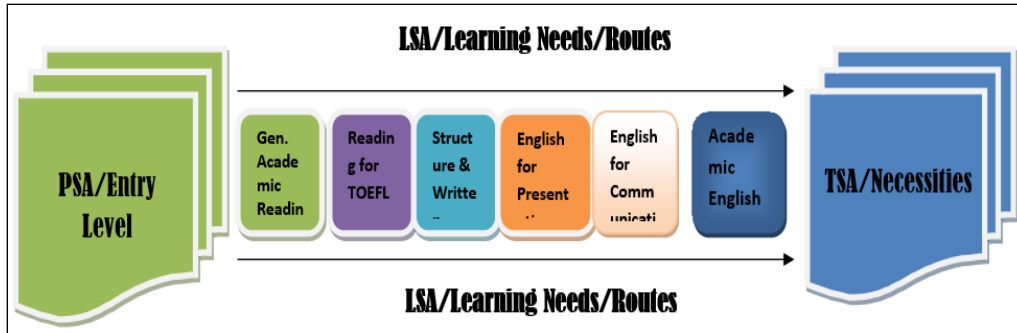 LSA/Learning Needs/Routes
PSA/Entry
Level
Gen.
Acade
mic
Readin
Readin
g for
TOEFL
Struct
ure &
Writte
English
for
Present
English
for
Comm
unicati
Acade
mic
English
TSA/Necessities
LSA/Learning Needs/Routes